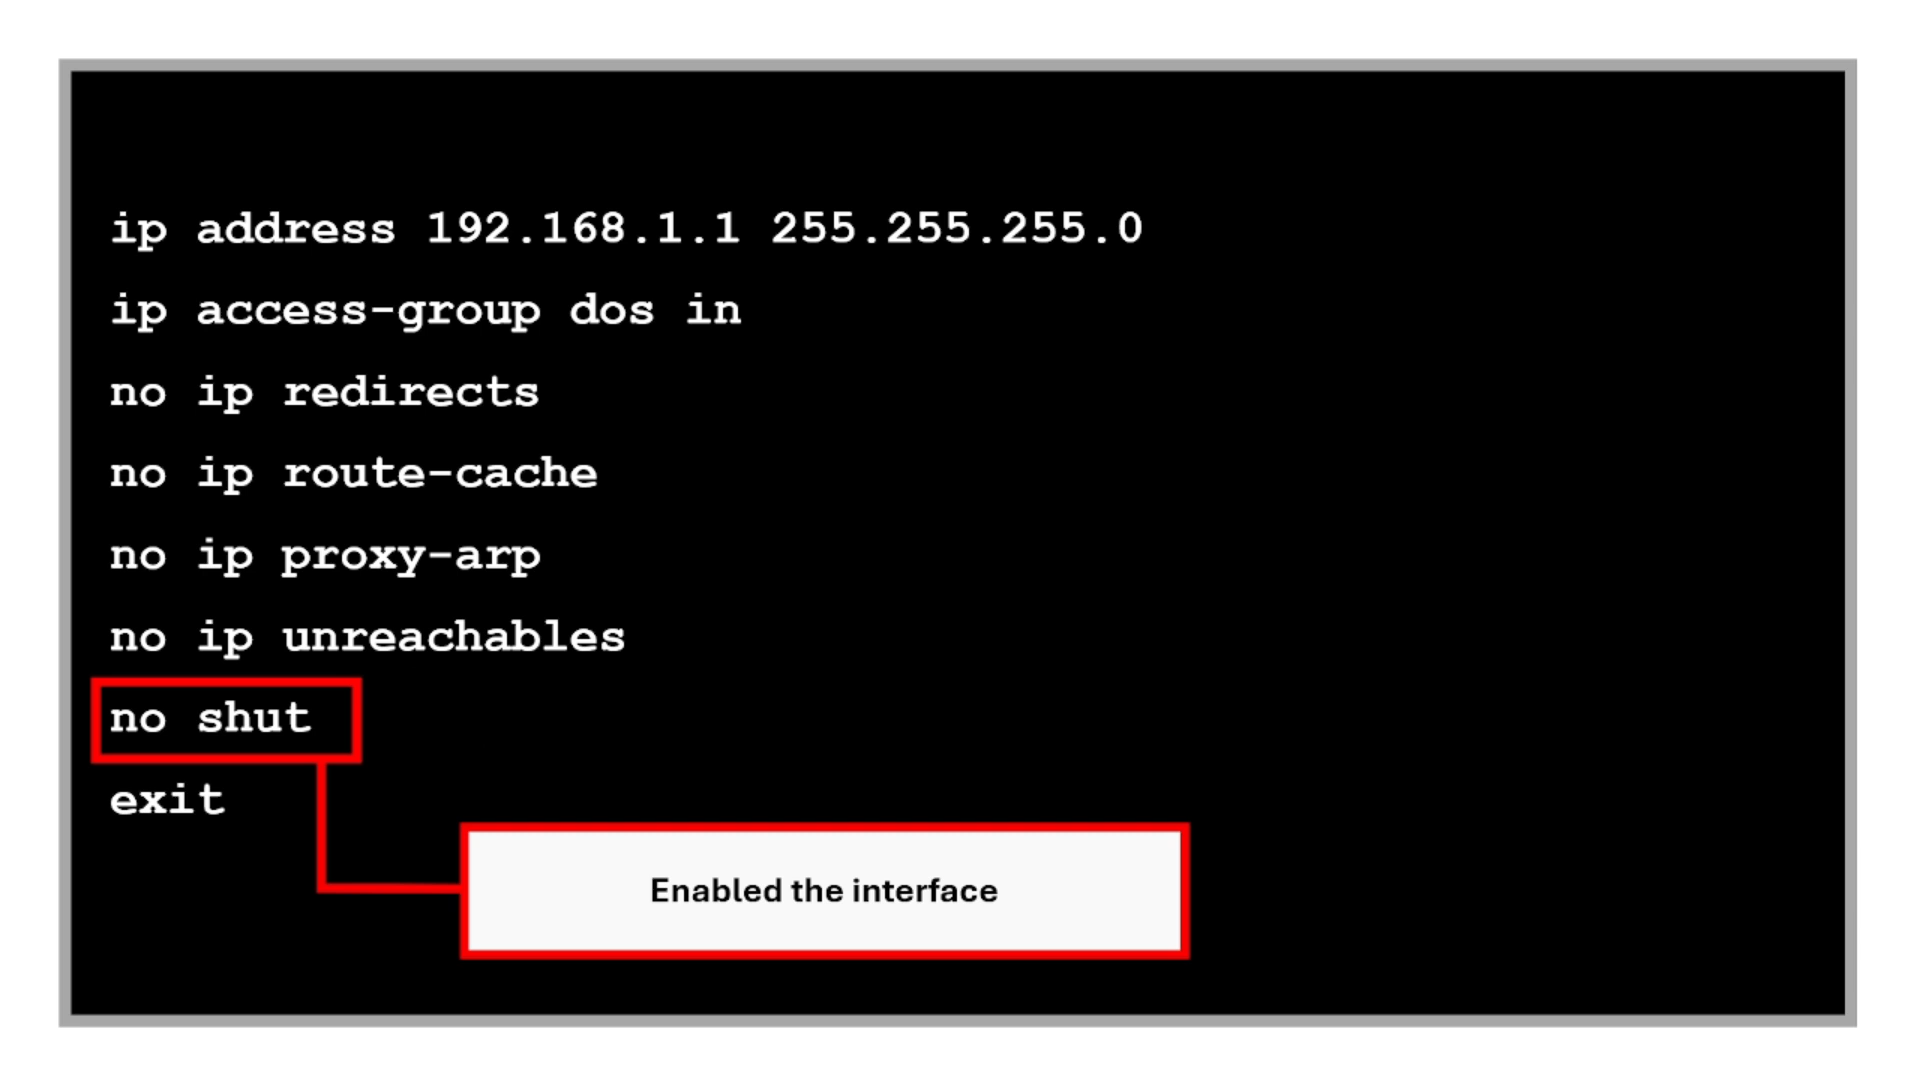 ip address 192.168.1.1 255.255.255.0
ip access-group dos in
no ip redirects
no ip route-cache
no ip proxy-arp
no ip unreachables
no shut
exit
Enabled the interface